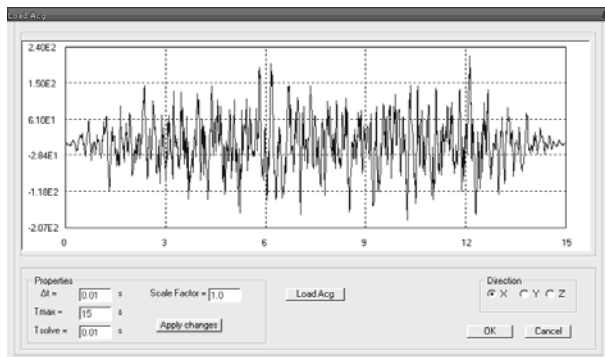 Load Acg
2.40E2
1.50E2
6.10E1
-2.84E1
-1.18E2
-2.07E2
0 3 6 9 12 15
Properties
Δt = 0.01 s Scale Factor = 1.0 Load Acg
Tmax = 15 s
Tsolve = 0.01 s Apply changes
Direction
X Y Z
OK Cancel